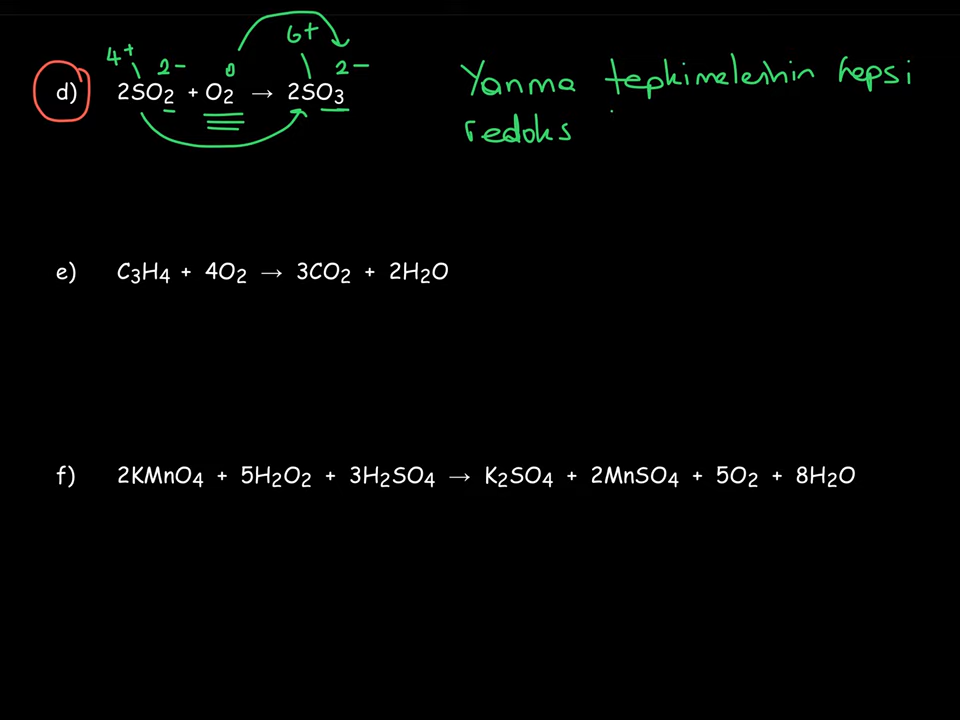 4+ 2- 0 6+ 2-
d) 2SO₂ + O₂ → 2SO₃
Yanma tepkimelerinin hepsi
redoks
e) C₃H₄ + 4O₂ → 3CO₂ + 2H₂O
f) 2KMnO₄ + 5H₂O₂ + 3H₂SO₄ → K₂SO₄ + 2MnSO₄ + 5O₂ + 8H₂O